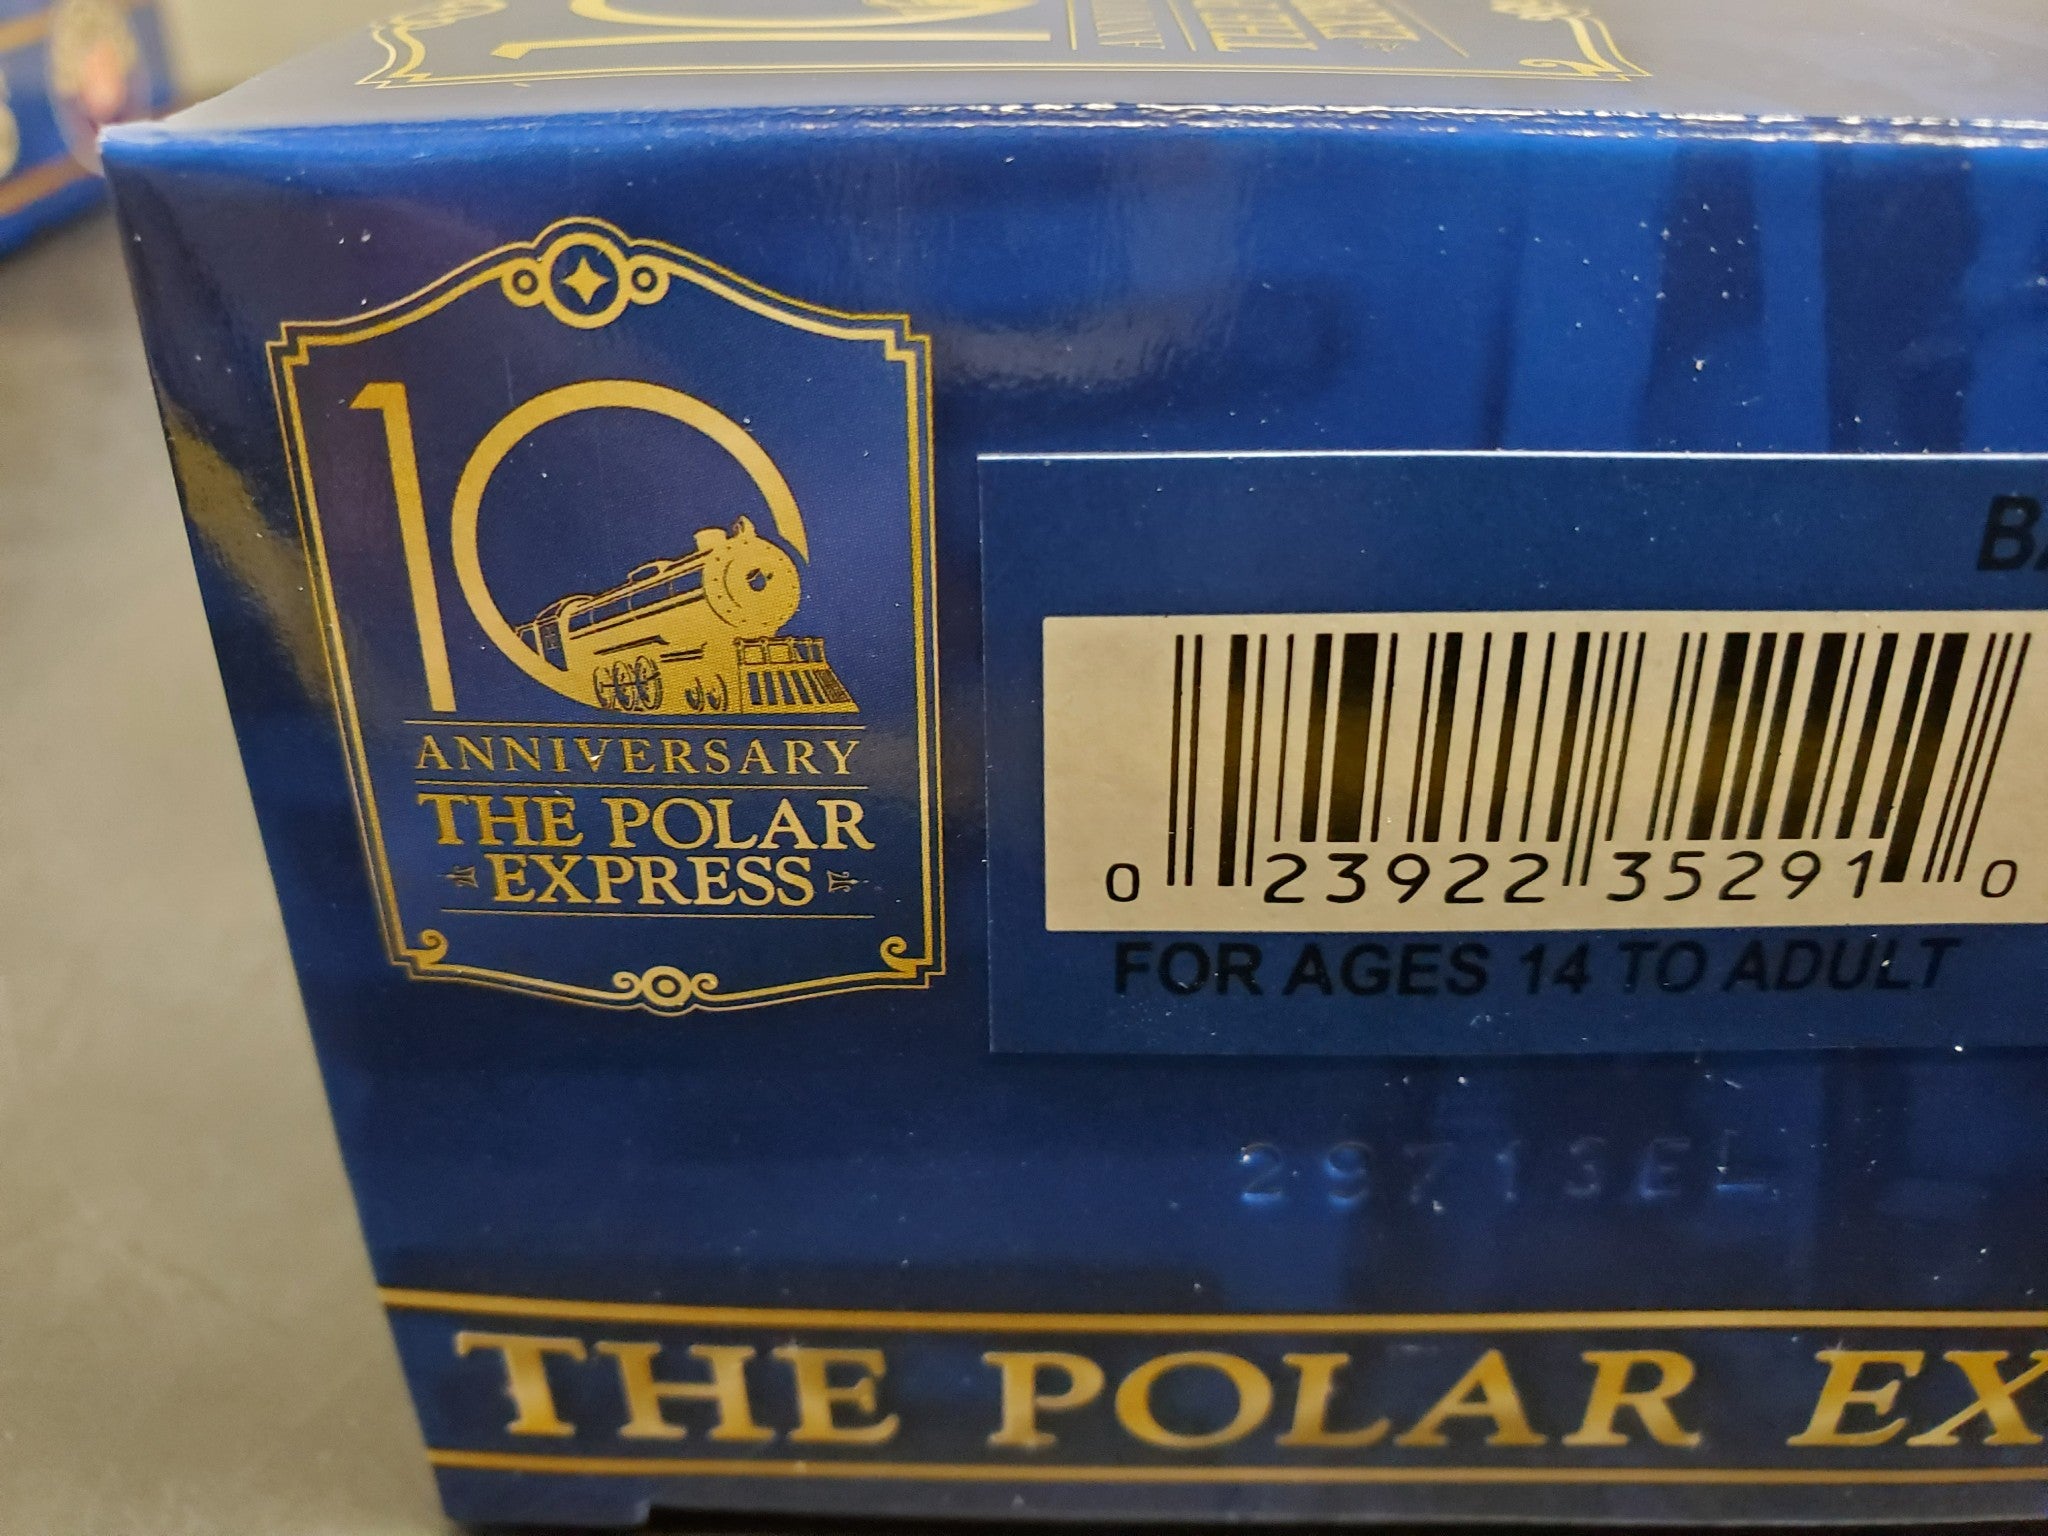 10
ANNIVERSARY
THE POLAR
EXPRESS
0 23922 35291 0
FOR AGES 14 TO ADULT
29713EL
THE POLAR EX